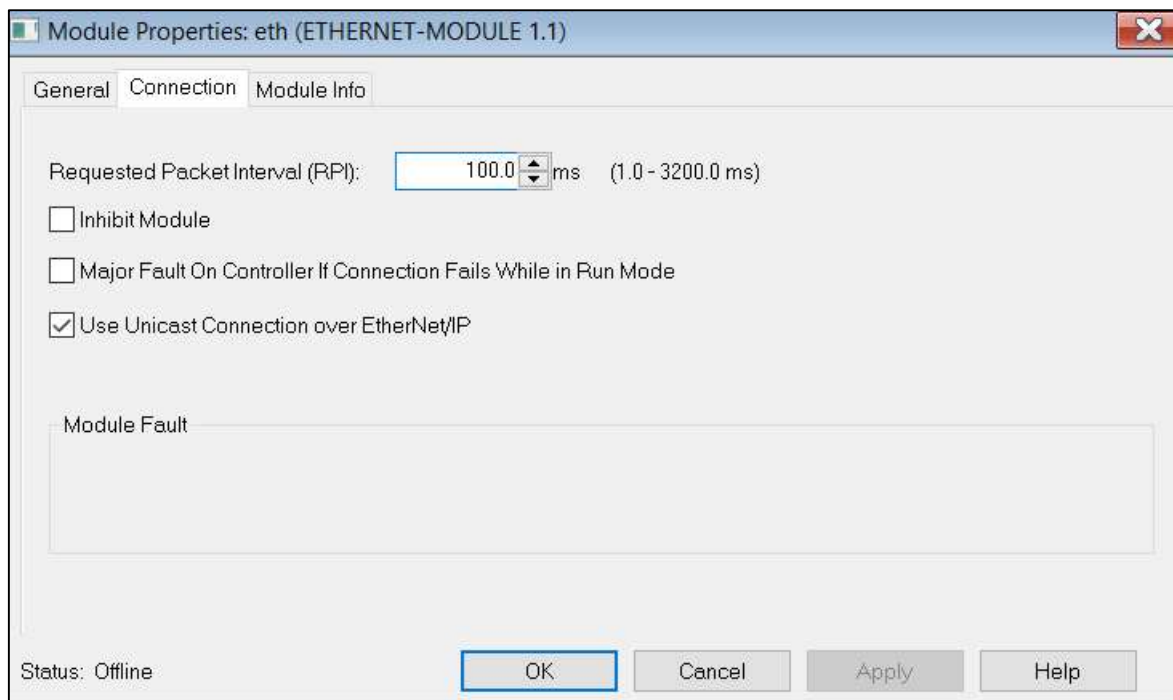 Module Properties: eth (ETHERNET-MODULE 1.1)
General Connection Module Info
Requested Packet Interval (RPI): 100.0 ms (1.0 - 3200.0 ms)
Inhibit Module
Major Fault On Controller If Connection Fails While in Run Mode
Use Unicast Connection over EtherNet/IP
Module Fault
Status: Offline OK Cancel Apply Help